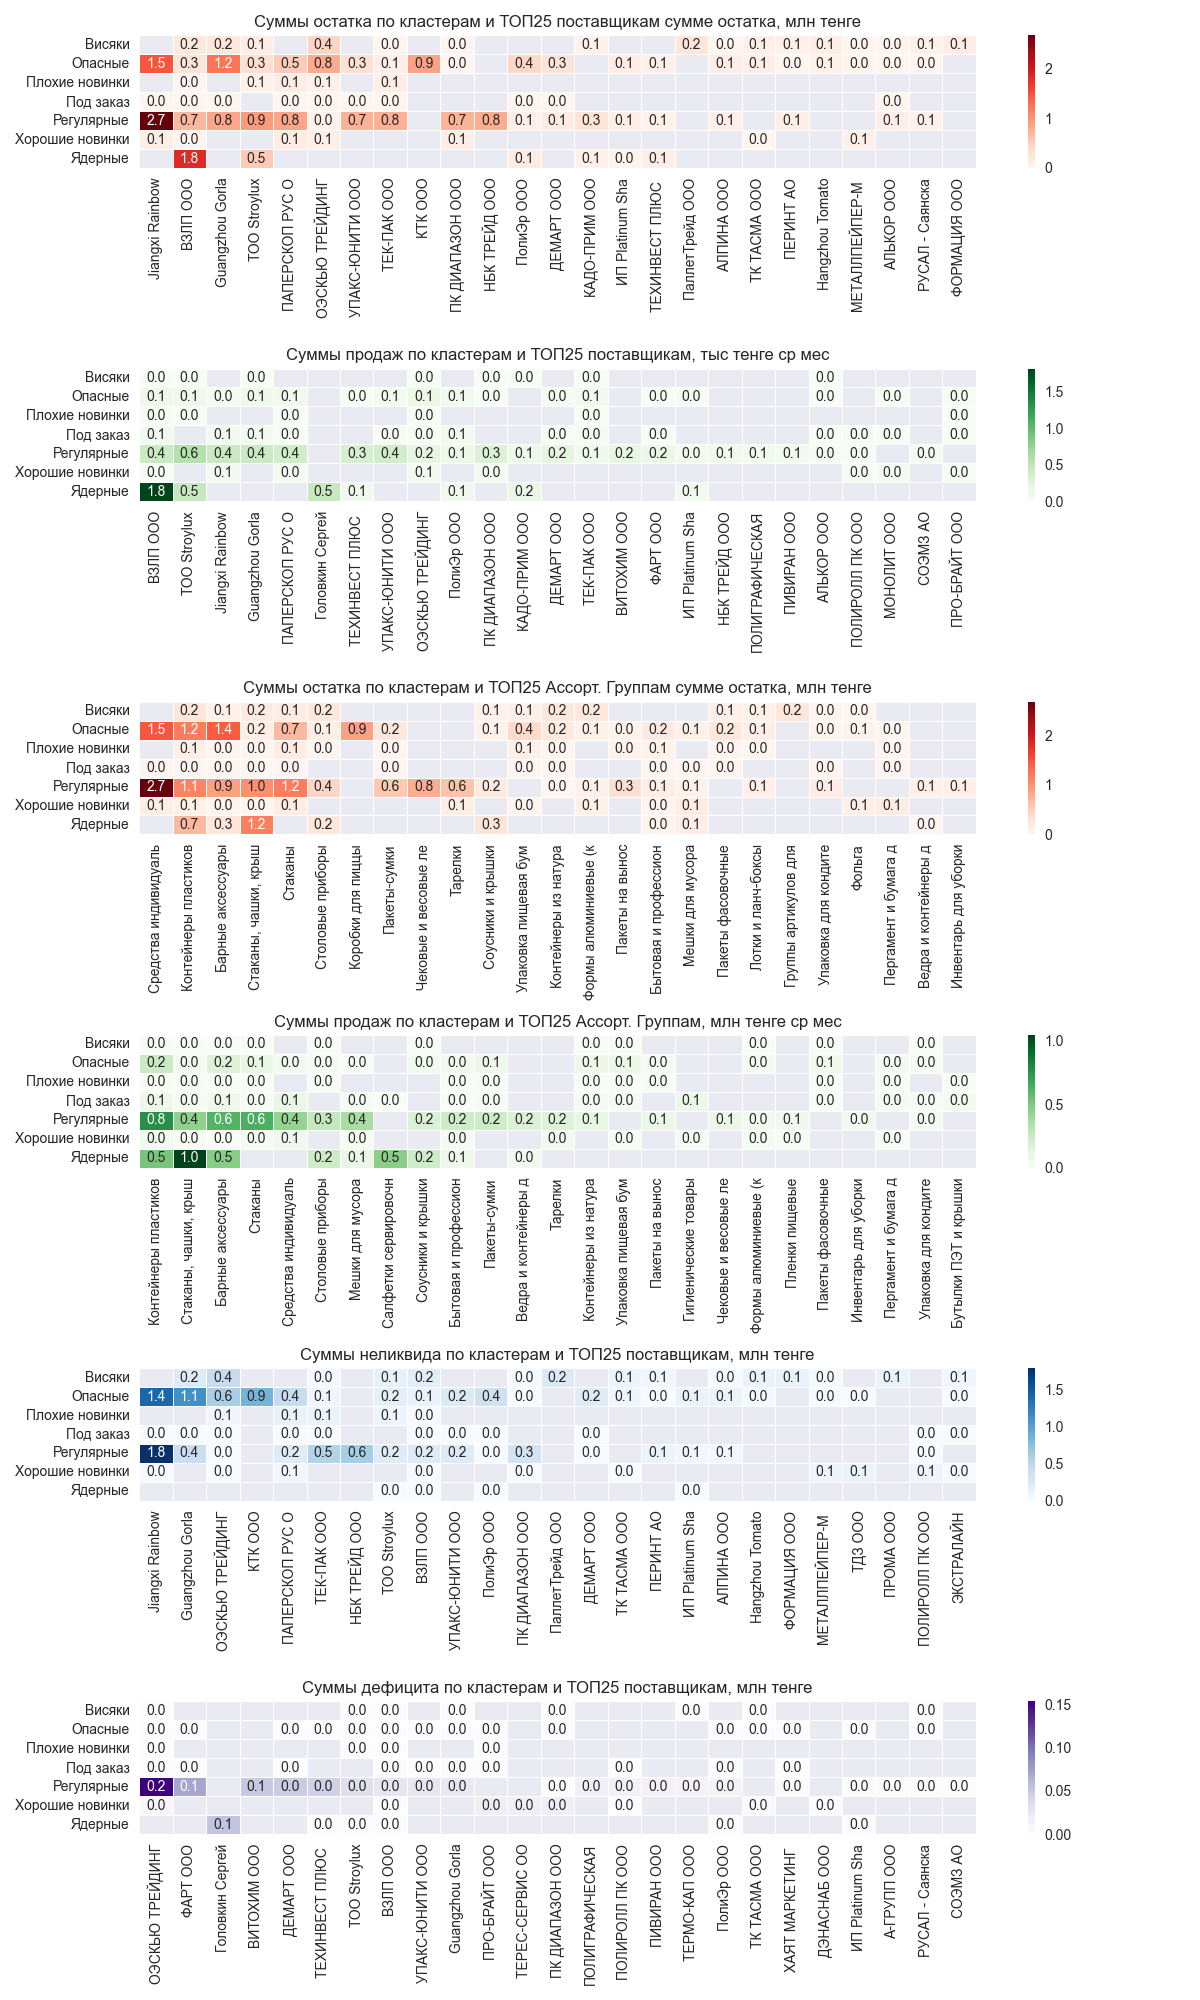 Суммы остатка по кластерам и ТОП25 поставщикам сумме остатка, млн тенге
Висяки 0.2 0.2 0.1 0.4 0.0 0.0 0.1 0.2 0.0 0.1 0.1 0.1 0.0 0.0 0.1 0.1
Опасные 1.5 0.3 1.2 0.3 0.5 0.8 0.3 0.1 0.9 0.0 0.4 0.3 0.1 0.1 0.1 0.1 0.0 0.1 0.0 0.0 0.0
Плохие новинки 0.0 0.1 0.1 0.1 0.1
Под заказ 0.0 0.0 0.0 0.0 0.0 0.0 0.0 0.0 0.0 0.0
Регулярные 2.7 0.7 0.8 0.9 0.8 0.0 0.7 0.8 0.7 0.8 0.1 0.1 0.3 0.1 0.1 0.1 0.1 0.1 0.1
Хорошие новинки 0.1 0.0 0.1 0.1 0.1 0.0 0.1
Ядерные 1.8 0.5 0.1 0.1 0.0 0.1
2
1
0
Jiangxi Rainbow
ВЗЛП ООО
Guangzhou Gorla
ТОО Stroylux
ПАПЕРСКОП РУС О
ОЭСКЬЮ ТРЕЙДИНГ
УПАКС-ЮНИТИ ООО
ТЕК-ПАК ООО
КТК ООО
ПК ДИАПАЗОН ООО
НБК ТРЕЙД ООО
ПолиЭр ООО
ДЕМАРТ ООО
КАДО-ПРИМ ООО
ИП Platinum Sha
ТЕХИНВЕСТ ПЛЮС
ПаллетТрейд ООО
АЛПИНА ООО
ТК ТАСМА ООО
ПЕРИНТ АО
Hangzhou Tomato
МЕТАЛЛПЕЙПЕР-М
АЛЬКОР ООО
РУСАЛ - Саянска
ФОРМАЦИЯ ООО
Суммы продаж по кластерам и ТОП25 поставщикам, тыс тенге ср мес
Висяки 0.0 0.0 0.0 0.0 0.0 0.0 0.0 0.0
Опасные 0.1 0.1 0.0 0.1 0.1 0.0 0.1 0.1 0.1 0.0 0.0 0.1 0.0 0.0 0.0 0.0 0.0
Плохие новинки 0.0 0.0 0.0 0.0 0.0 0.0
Под заказ 0.1 0.1 0.1 0.0 0.0 0.0 0.1 0.0 0.0 0.0 0.0 0.0 0.0 0.0
Регулярные 0.4 0.6 0.4 0.4 0.4 0.3 0.4 0.2 0.1 0.3 0.1 0.2 0.1 0.2 0.2 0.0 0.1 0.1 0.1 0.0 0.0 0.0
Хорошие новинки 0.0 0.1 0.0 0.1 0.0 0.0 0.0 0.0
Ядерные 1.8 0.5 0.5 0.1 0.1 0.2 0.1
1.5
1.0
0.5
0.0
ВЗЛП ООО
ТОО Stroylux
Jiangxi Rainbow
Guangzhou Gorla
ПАПЕРСКОП РУС О
Головкин Сергей
ТЕХИНВЕСТ ПЛЮС
УПАКС-ЮНИТИ ООО
ОЭСКЬЮ ТРЕЙДИНГ
ПолиЭр ООО
ПК ДИАПАЗОН ООО
КАДО-ПРИМ ООО
ДЕМАРТ ООО
ТЕК-ПАК ООО
ВИТОХИМ ООО
ФАРТ ООО
ИП Platinum Sha
НБК ТРЕЙД ООО
ПОЛИГРАФИЧЕСКАЯ
ПИВИРАН ООО
АЛЬКОР ООО
ПОЛИРОЛЛ ПК ООО
МОНОЛИТ ООО
СОЭМЗ АО
ПРО-БРАЙТ ООО
Суммы остатка по кластерам и ТОП25 Ассорт. Группам сумме остатка, млн тенге
Висяки 0.2 0.1 0.2 0.1 0.2 0.1 0.1 0.2 0.2 0.1 0.1 0.2 0.0 0.0
Опасные 1.5 1.2 1.4 0.2 0.7 0.1 0.9 0.2 0.1 0.4 0.2 0.1 0.0 0.2 0.1 0.2 0.1 0.0 0.1 0.0
Плохие новинки 0.1 0.0 0.0 0.1 0.0 0.0 0.1 0.0 0.0 0.1 0.0 0.0 0.0
Под заказ 0.0 0.0 0.0 0.0 0.0 0.0 0.0 0.0 0.0 0.0 0.0 0.0 0.0
Регулярные 2.7 1.1 0.9 1.0 1.2 0.4 0.6 0.8 0.6 0.2 0.0 0.1 0.3 0.1 0.1 0.1 0.1 0.1 0.1
Хорошие новинки 0.1 0.1 0.0 0.0 0.1 0.1 0.0 0.1 0.0 0.1 0.1 0.1
Ядерные 0.7 0.3 1.2 0.2 0.3 0.0 0.1 0.0
2
1
0
Средства индивидуаль
Контейнеры пластиков
Барные аксессуары
Стаканы, чашки, крыш
Стаканы
Столовые приборы
Коробки для пиццы
Пакеты-сумки
Чековые и весовые ле
Тарелки
Соусники и крышки
Упаковка пищевая бум
Контейнеры из натура
Формы алюминиевые (к
Пакеты на вынос
Бытовая и профессион
Мешки для мусора
Пакеты фасовочные
Лотки и ланч-боксы
Группы артикулов для
Упаковка для кондите
Фольга
Пергамент и бумага д
Ведра и контейнеры д
Инвентарь для уборки
Суммы продаж по кластерам и ТОП25 Ассорт. Группам, млн тенге ср мес
Висяки 0.0 0.0 0.0 0.0 0.0 0.0 0.0 0.0 0.0 0.0
Опасные 0.2 0.0 0.2 0.1 0.0 0.0 0.0 0.0 0.0 0.1 0.1 0.1 0.0 0.0 0.1 0.0 0.0
Плохие новинки 0.0 0.0 0.0 0.0 0.0 0.0 0.0 0.0 0.0 0.0 0.0 0.0 0.0
Под заказ 0.1 0.0 0.1 0.0 0.1 0.0 0.0 0.0 0.0 0.0 0.0 0.1 0.0 0.0 0.0 0.0
Регулярные 0.8 0.4 0.6 0.6 0.4 0.3 0.4 0.2 0.2 0.2 0.2 0.2 0.1 0.1 0.1 0.0 0.1 0.0 0.0
Хорошие новинки 0.0 0.0 0.0 0.0 0.1 0.0 0.0 0.0 0.0 0.0 0.0 0.0 0.0
Ядерные 0.5 1.0 0.5 0.2 0.1 0.5 0.2 0.1 0.0
1.0
0.5
0.0
Контейнеры пластиков
Стаканы, чашки, крыш
Барные аксессуары
Стаканы
Средства индивидуаль
Столовые приборы
Мешки для мусора
Салфетки сервировочн
Соусники и крышки
Бытовая и профессион
Пакеты-сумки
Ведра и контейнеры д
Тарелки
Контейнеры из натура
Упаковка пищевая бум
Пакеты на вынос
Гигиенические товары
Чековые и весовые ле
Формы алюминиевые (к
Пленки пищевые
Пакеты фасовочные
Инвентарь для уборки
Пергамент и бумага д
Упаковка для кондите
Бутылки ПЭТ и крышки
Суммы неликвида по кластерам и ТОП25 поставщикам, млн тенге
Висяки 0.2 0.4 0.0 0.1 0.2 0.0 0.2 0.1 0.1 0.0 0.1 0.1 0.0 0.1 0.1
Опасные 1.4 1.1 0.6 0.9 0.4 0.1 0.2 0.1 0.2 0.4 0.0 0.2 0.1 0.0 0.1 0.1 0.0 0.0 0.0 0.0
Плохие новинки 0.1 0.1 0.1 0.1 0.0
Под заказ 0.0 0.0 0.0 0.0 0.0 0.0 0.0 0.0 0.0 0.0 0.0
Регулярные 1.8 0.4 0.0 0.2 0.5 0.6 0.2 0.2 0.2 0.0 0.3 0.0 0.1 0.1 0.1 0.0
Хорошие новинки 0.0 0.0 0.1 0.0 0.0 0.0 0.1 0.1 0.1 0.0
Ядерные 0.0 0.0 0.0 0.0
1.5
1.0
0.5
0.0
Jiangxi Rainbow
Guangzhou Gorla
ОЭСКЬЮ ТРЕЙДИНГ
КТК ООО
ПАПЕРСКОП РУС О
ТЕК-ПАК ООО
НБК ТРЕЙД ООО
ТОО Stroylux
ВЗЛП ООО
УПАКС-ЮНИТИ ООО
ПолиЭр ООО
ПК ДИАПАЗОН ООО
ПаллетТрейд ООО
ДЕМАРТ ООО
ТК ТАСМА ООО
ПЕРИНТ АО
ИП Platinum Sha
АЛПИНА ООО
Hangzhou Tomato
ФОРМАЦИЯ ООО
МЕТАЛЛПЕЙПЕР-М
ТДЗ ООО
ПРОМА ООО
ПОЛИРОЛЛ ПК ООО
ЭКСТРАЛАЙН
Суммы дефицита по кластерам и ТОП25 поставщикам, млн тенге
Висяки 0.0 0.0 0.0 0.0 0.0 0.0 0.0 0.0
Опасные 0.0 0.0 0.0 0.0 0.0 0.0 0.0 0.0 0.0 0.0 0.0 0.0 0.0 0.0 0.0
Плохие новинки 0.0 0.0 0.0 0.0
Под заказ 0.0 0.0 0.0 0.0 0.0 0.0 0.0 0.0 0.0 0.0
Регулярные 0.2 0.1 0.1 0.0 0.0 0.0 0.0 0.0 0.0 0.0 0.0 0.0 0.0 0.0 0.0 0.0 0.0 0.0 0.0
Хорошие новинки 0.0 0.0 0.0 0.0 0.0 0.0 0.0 0.0
Ядерные 0.1 0.0 0.0 0.0 0.0 0.0
0.15
0.10
0.05
0.00
ОЭСКЬЮ ТРЕЙДИНГ
ФАРТ ООО
Головкин Сергей
ВИТОХИМ ООО
ДЕМАРТ ООО
ТЕХИНВЕСТ ПЛЮС
ТОО Stroylux
ВЗЛП ООО
УПАКС-ЮНИТИ ООО
Guangzhou Gorla
ПРО-БРАЙТ ООО
ТЕРЕС-СЕРВИС ОО
ПК ДИАПАЗОН ООО
ПОЛИГРАФИЧЕСКАЯ
ПОЛИРОЛЛ ПК ООО
ПИВИРАН ООО
ТЕРМО-КАП ООО
ПолиЭр ООО
ТК ТАСМА ООО
ХАЯТ МАРКЕТИНГ
ДЭНАСНАБ ООО
ИП Platinum Sha
А-ГРУПП ООО
РУСАЛ - Саянска
СОЭМЗ АО